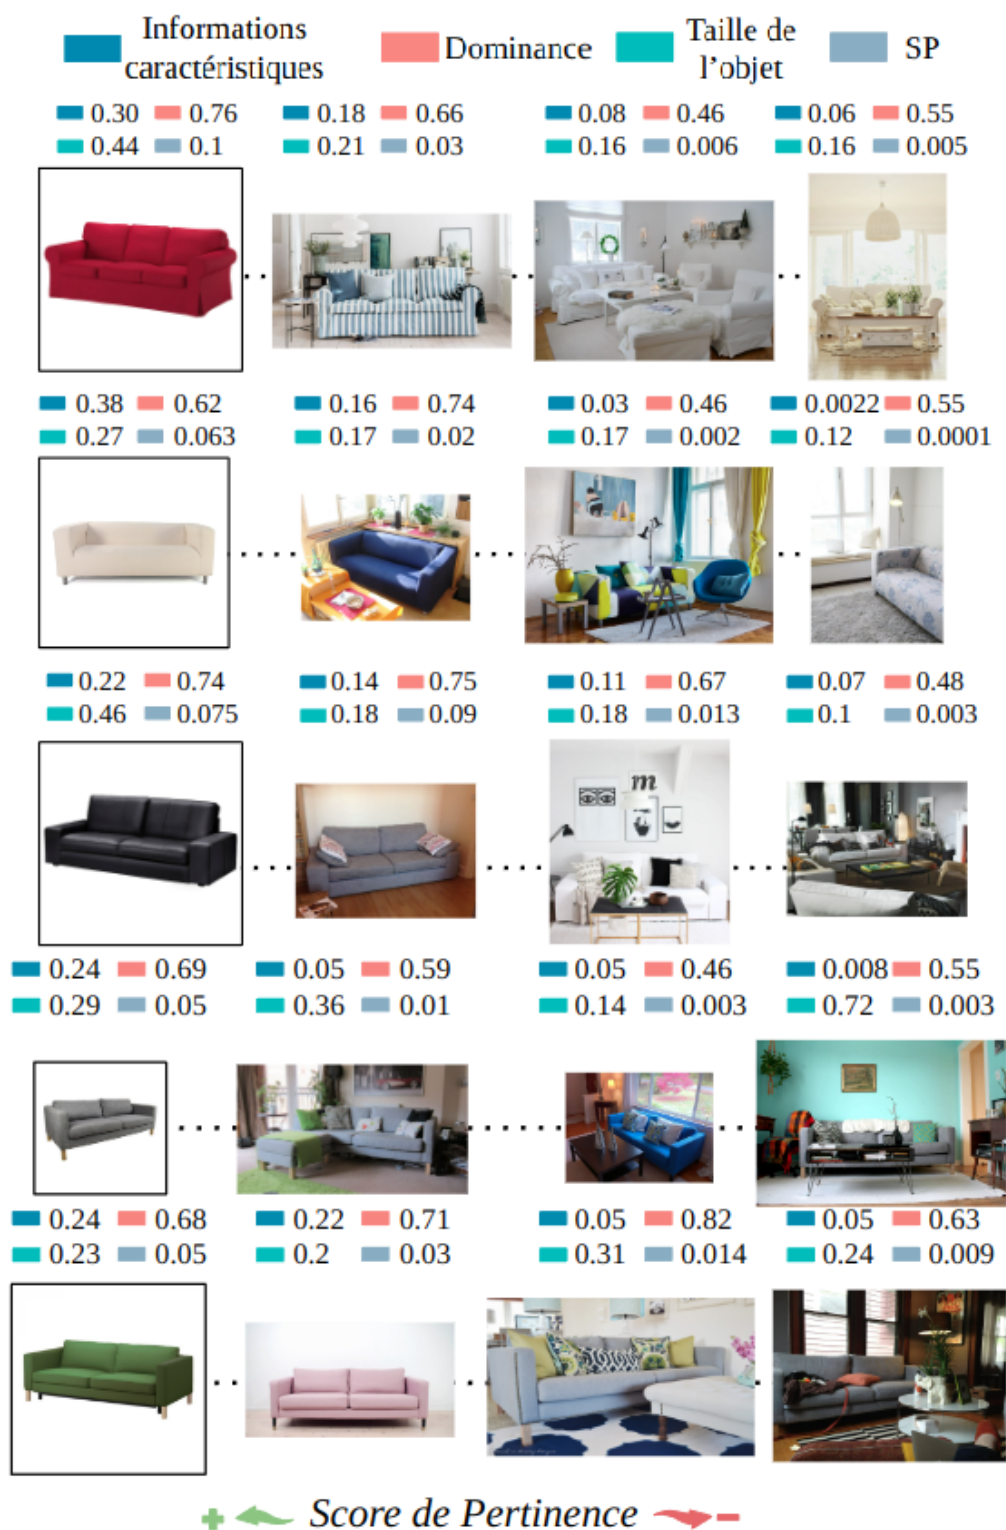 Informations caractéristiques Dominance Taille de l’objet SP
0.30 0.76 0.18 0.66 0.08 0.46 0.06 0.55
0.44 0.1 0.21 0.03 0.16 0.006 0.16 0.005
0.38 0.62 0.16 0.74 0.03 0.46 0.0022 0.55
0.27 0.063 0.17 0.02 0.17 0.002 0.12 0.0001
0.22 0.74 0.14 0.75 0.11 0.67 0.07 0.48
0.46 0.075 0.18 0.09 0.18 0.013 0.1 0.003
m
0.24 0.69 0.05 0.59 0.05 0.46 0.008 0.55
0.29 0.05 0.36 0.01 0.14 0.003 0.72 0.003
0.24 0.68 0.22 0.71 0.05 0.82 0.05 0.63
0.23 0.05 0.2 0.03 0.31 0.014 0.24 0.009
+ Score de Pertinence -